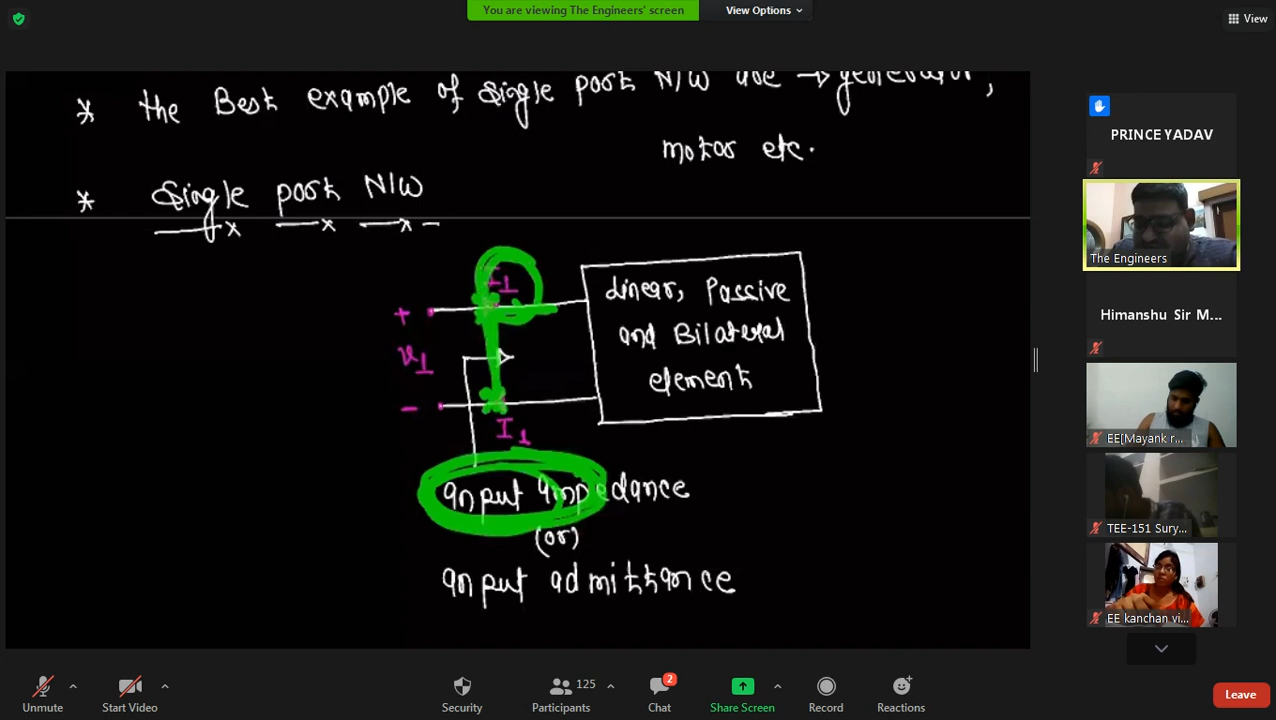 You are viewing The Engineers' screen
View Options
View
* the Best example of single port N/W are → generator,
motor etc.
* single port N/W
I1
+
V1
-
I1
Linear, Passive
and Bilateral
element
input impedance
(or)
input admittance
PRINCE YADAV
The Engineers
Himanshu Sir M...
EE[Mayank r...
TEE-151 Sury...
EE kanchan vi...
Unmute
Start Video
Security
125
Participants
2
Chat
Share Screen
Record
Reactions
Leave